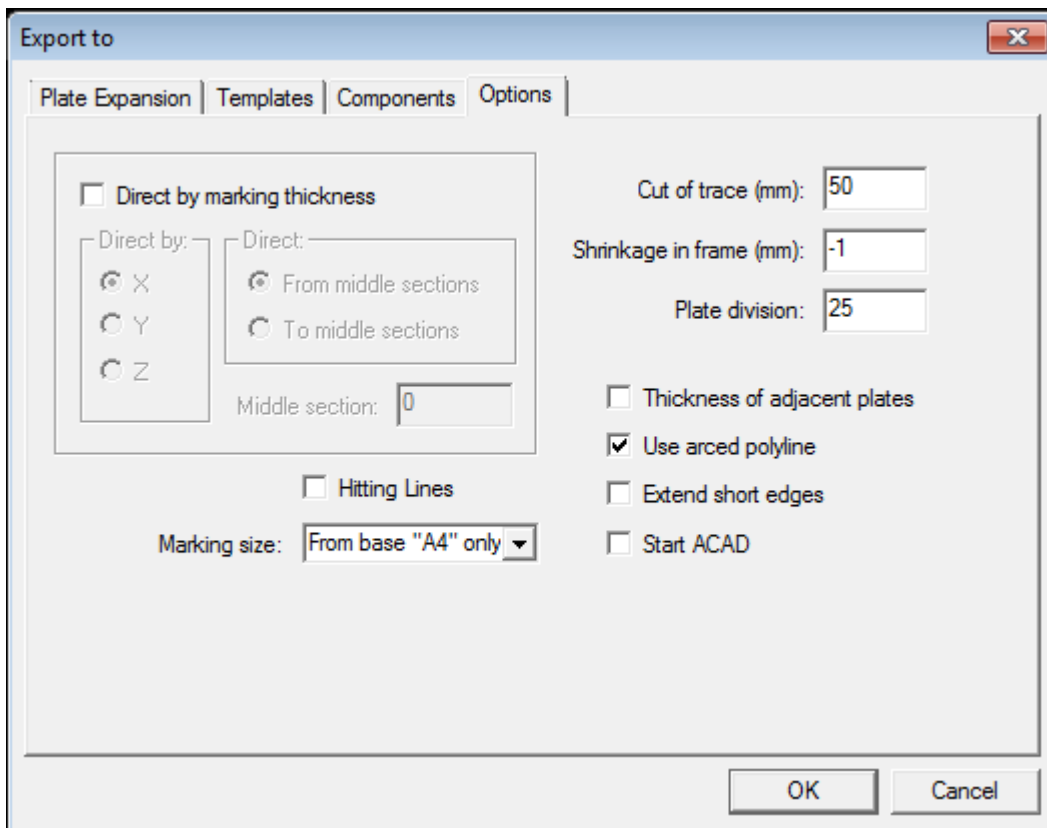 Export to
Plate Expansion
Templates
Components
Options
Direct by marking thickness
Direct by:
X
Y
Z
Direct:
From middle sections
To middle sections
Middle section:
0
Hitting Lines
Marking size:
From base "A4" only
Cut of trace (mm):
50
Shrinkage in frame (mm):
-1
Plate division:
25
Thickness of adjacent plates
Use arced polyline
Extend short edges
Start ACAD
OK
Cancel